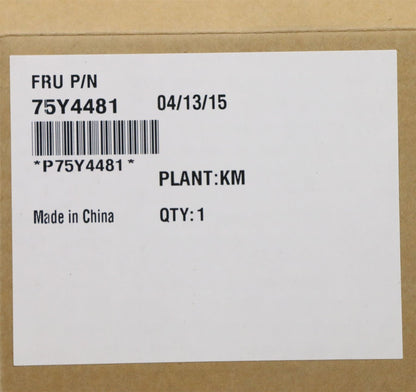 FRU P/N
75Y4481 04/13/15
*P75Y4481*
PLANT:KM
Made in China QTY:1